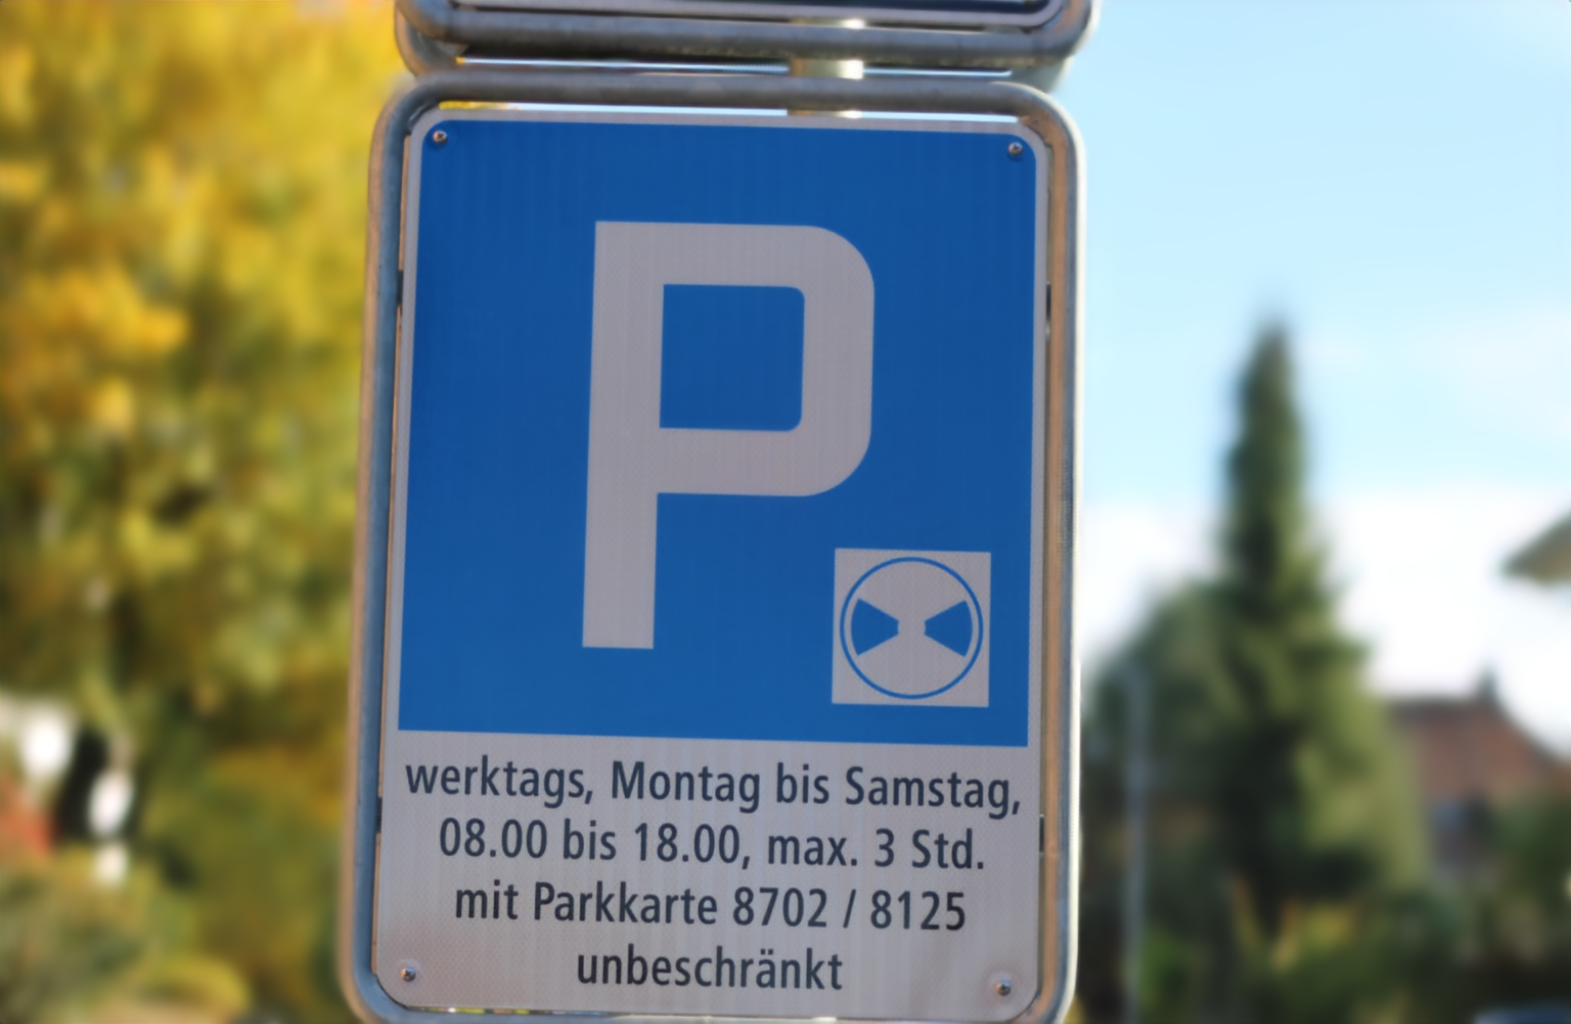 P
werktags, Montag bis Samstag,
08.00 bis 18.00, max. 3 Std.
mit Parkkarte 8702 / 8125
unbeschränkt